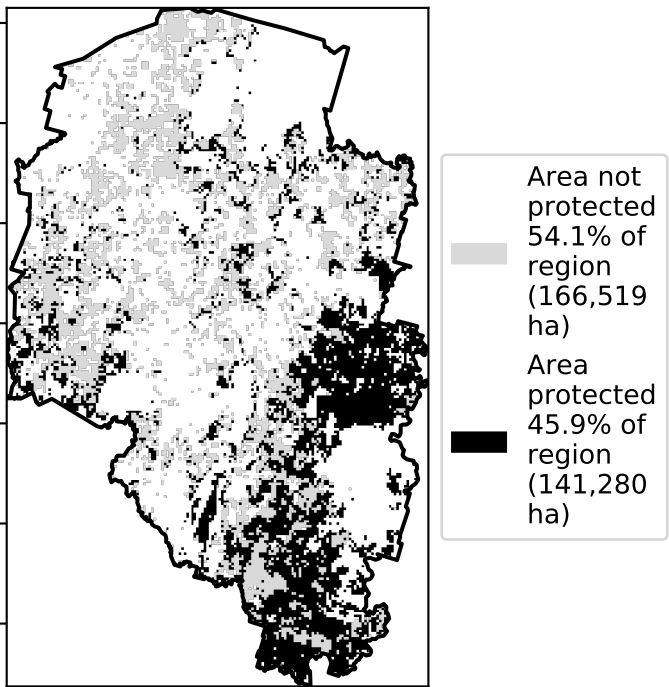 Area not
protected
54.1% of
region
(166,519
ha)
Area
protected
45.9% of
region
(141,280
ha)